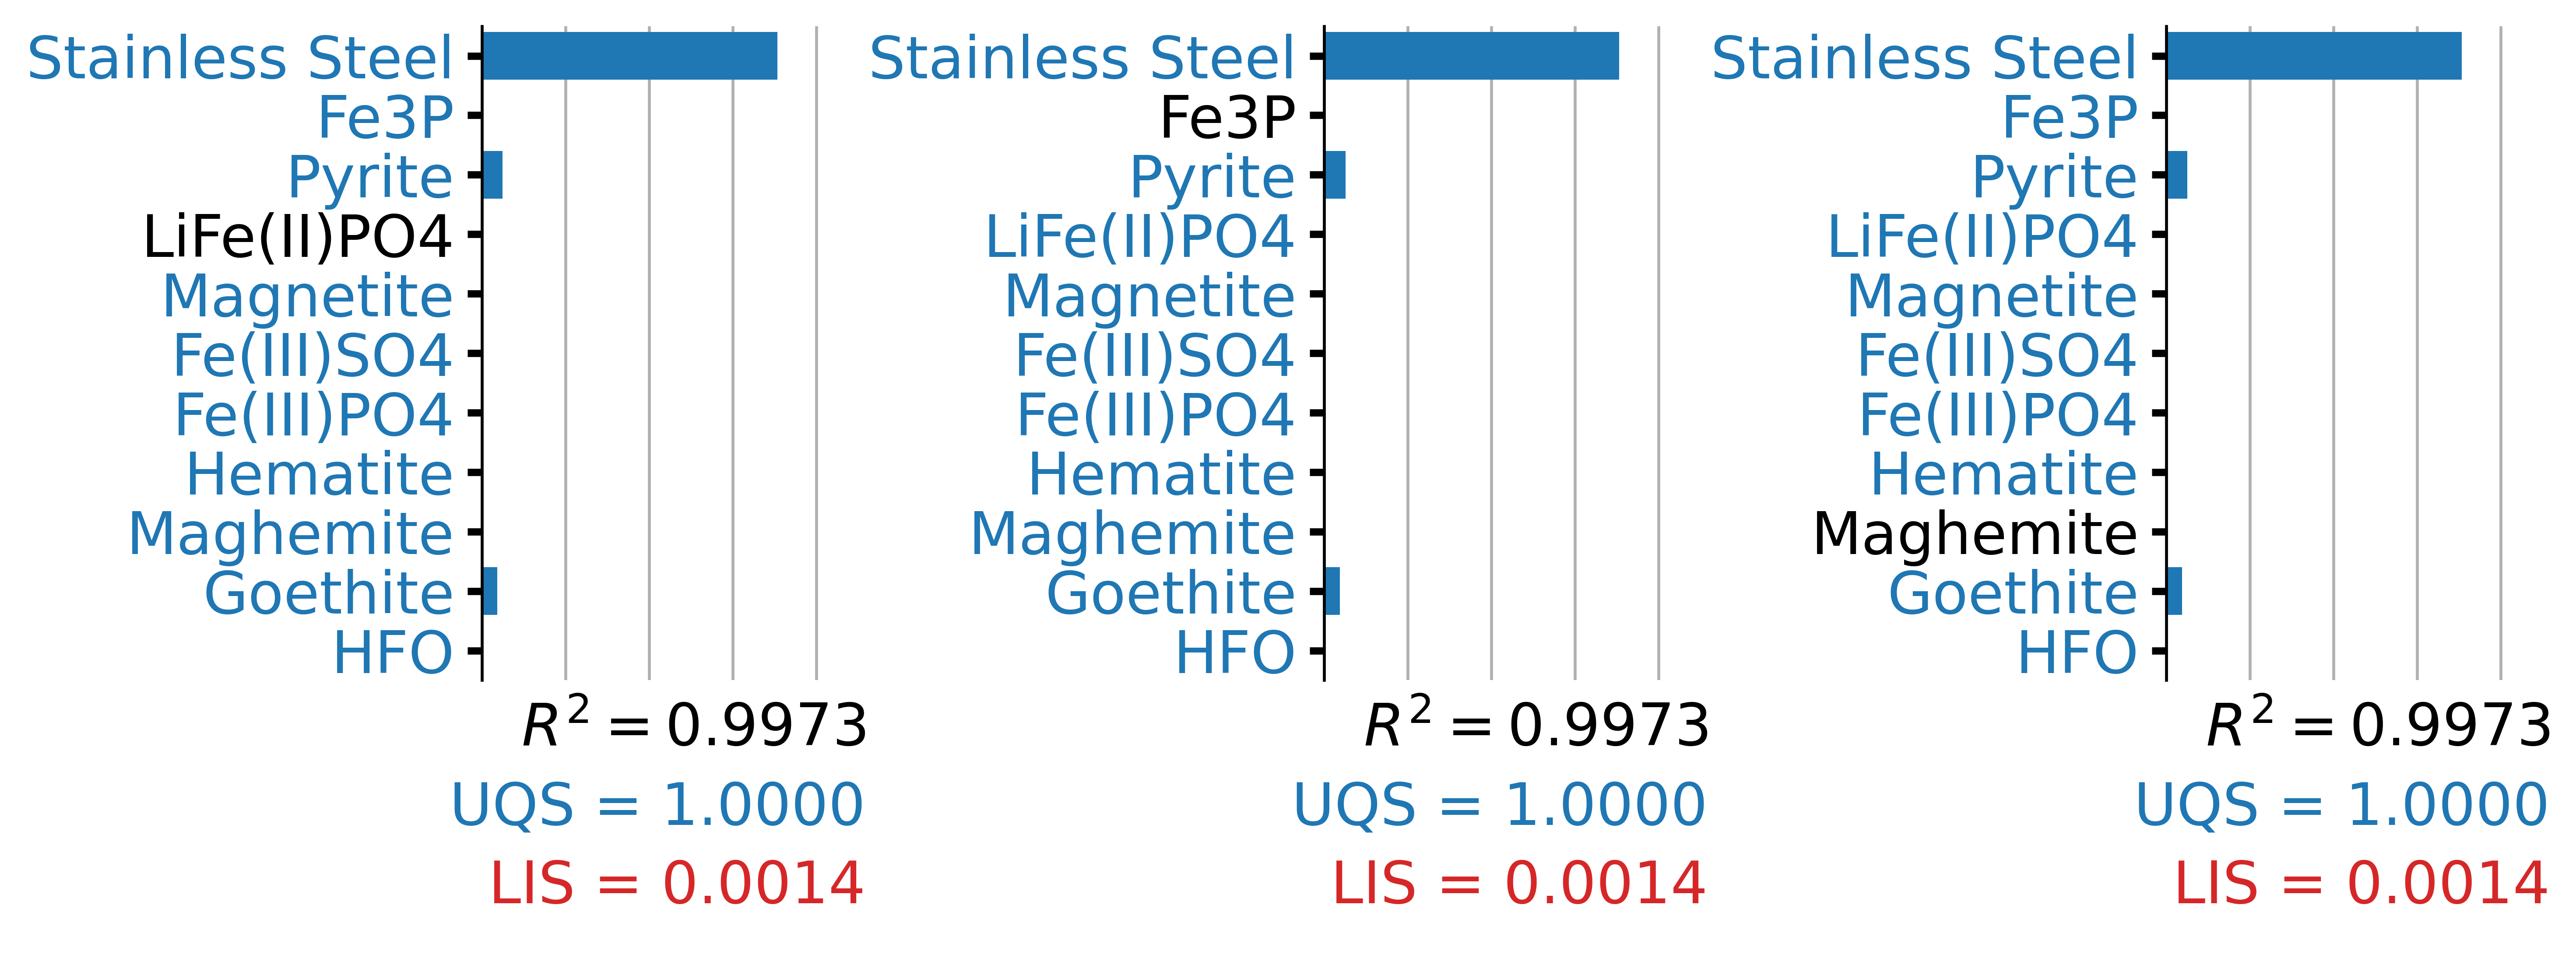 Stainless Steel
Fe3P
Pyrite
LiFe(II)PO4
Magnetite
Fe(III)SO4
Fe(III)PO4
Hematite
Maghemite
Goethite
HFO
R² = 0.9973
UQS = 1.0000
LIS = 0.0014
Stainless Steel
Fe3P
Pyrite
LiFe(II)PO4
Magnetite
Fe(III)SO4
Fe(III)PO4
Hematite
Maghemite
Goethite
HFO
R² = 0.9973
UQS = 1.0000
LIS = 0.0014
Stainless Steel
Fe3P
Pyrite
LiFe(II)PO4
Magnetite
Fe(III)SO4
Fe(III)PO4
Hematite
Maghemite
Goethite
HFO
R² = 0.9973
UQS = 1.0000
LIS = 0.0014